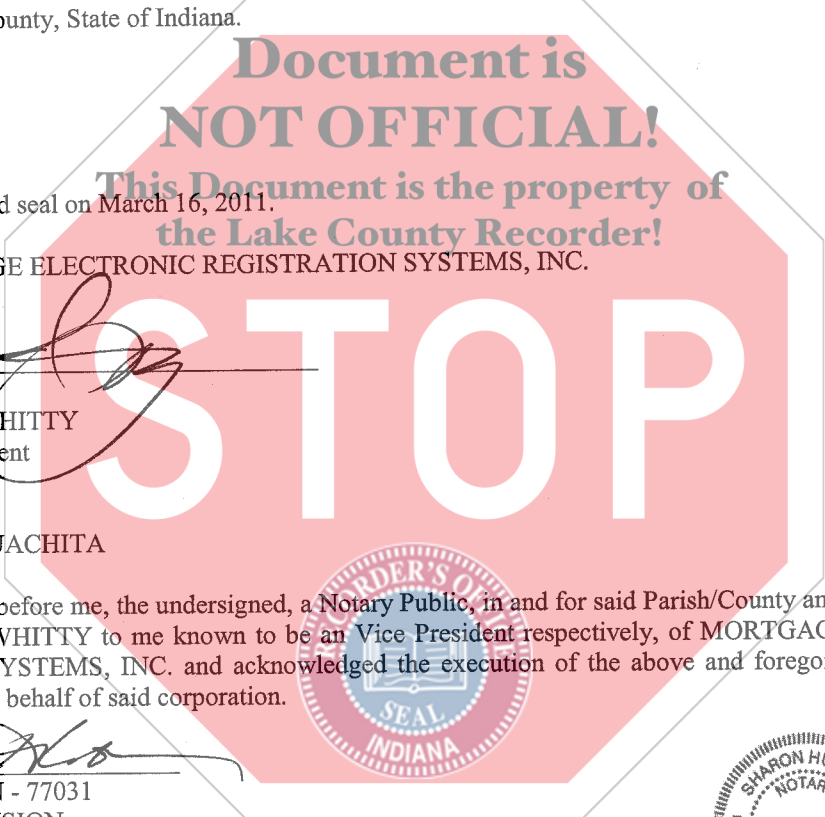 ounty, State of Indiana.
Document is
NOT OFFICIAL!
This Document is the property of
d seal on March 16, 2011.
the Lake County Recorder!
GE ELECTRONIC REGISTRATION SYSTEMS, INC.
STOP
HITTY
ent
UACHITA
before me, the undersigned, a Notary Public, in and for said Parish/County an
WHITTY to me known to be an Vice President respectively, of MORTGAG
YSTEMS, INC. and acknowledged the execution of the above and foregoi
behalf of said corporation.
RECORDER'S OFFICE
SEAL
INDIANA
N - 77031
SHARON HU
NOTAR